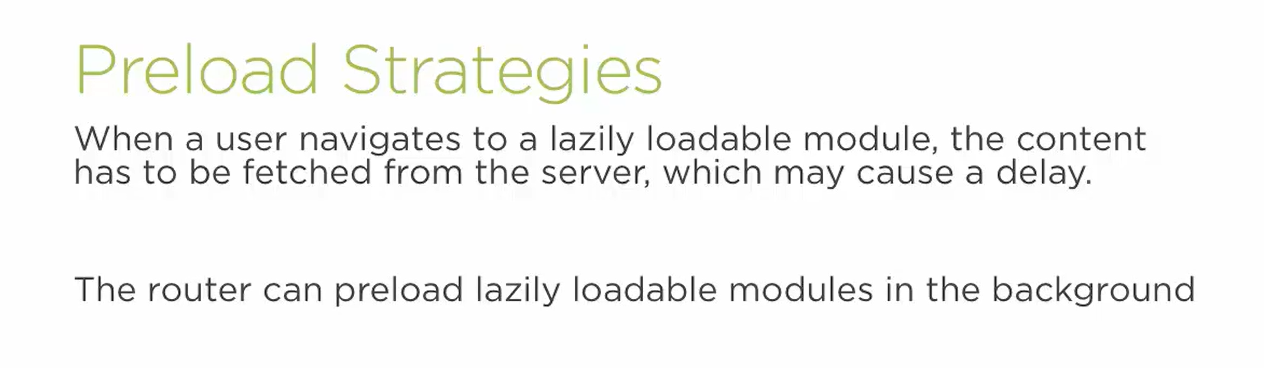 Preload Strategies
When a user navigates to a lazily loadable module, the content
has to be fetched from the server, which may cause a delay.
The router can preload lazily loadable modules in the background